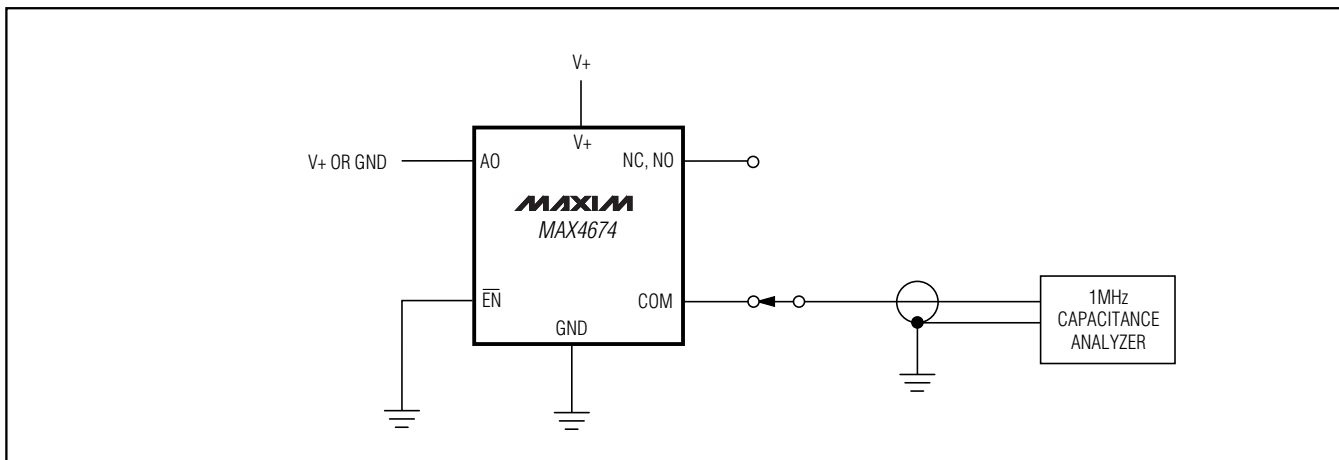 V+
V+
V+ OR GND
AO
NC, NO
MAXIM
MAX4674
EN
COM
GND
1MHz
CAPACITANCE
ANALYZER